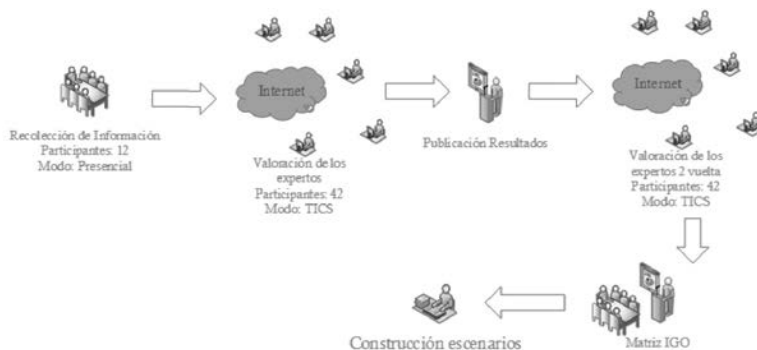 Internet
Recolección de Información
Participantes: 12
Modo: Presencial
Valoración de los
expertos
Participantes: 42
Modo: TICS
Publicación Resultados
Internet
Valoración de los
expertos 2 vuelta
Participantes: 42
Modo: TICS
Matriz IGO
Construcción escenarios